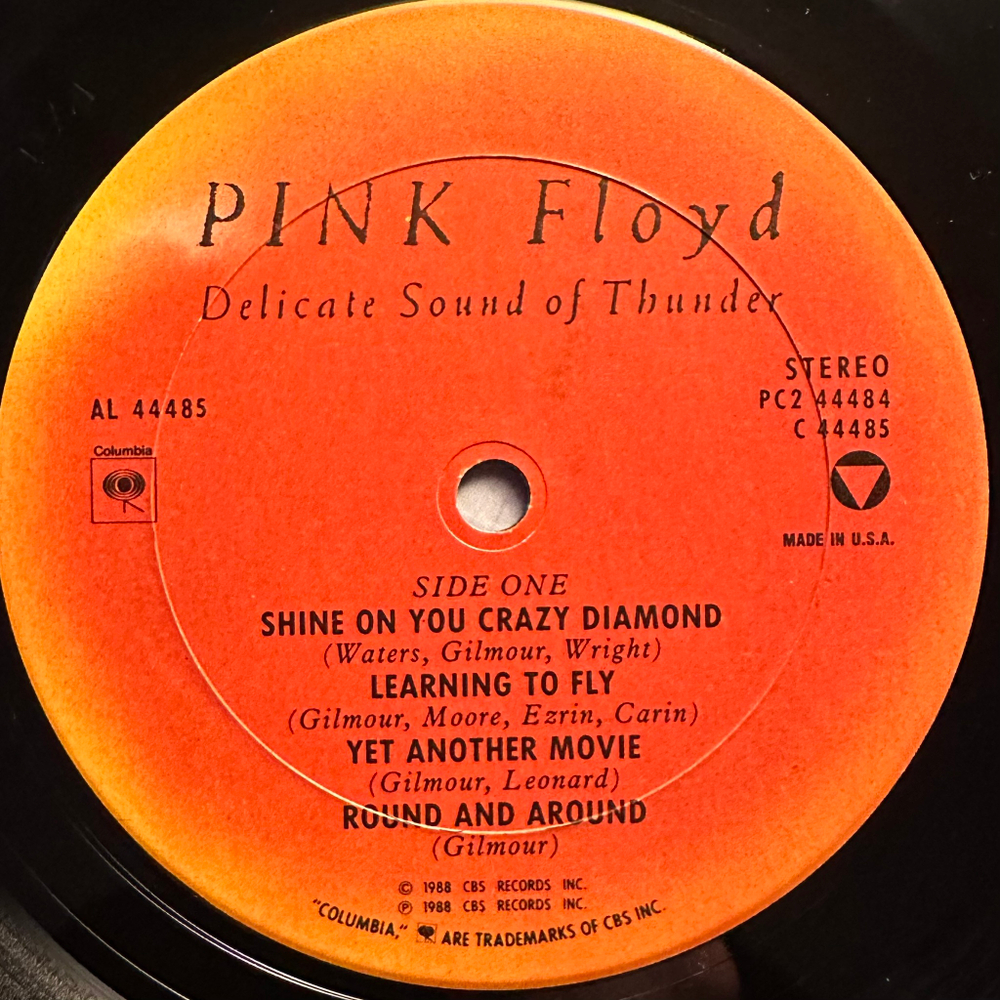 PINK Floyd
Delicate Sound of Thunder
STEREO
PC2 44484
C 44485
AL 44485
Columbia
MADE IN U.S.A.
SIDE ONE
SHINE ON YOU CRAZY DIAMOND
(Waters, Gilmour, Wright)
LEARNING TO FLY
(Gilmour, Moore, Ezrin, Carin)
YET ANOTHER MOVIE
(Gilmour, Leonard)
ROUND AND AROUND
(Gilmour)
© 1988 CBS RECORDS INC.
℗ 1988 CBS RECORDS INC.
"COLUMBIA," ARE TRADEMARKS OF CBS INC.